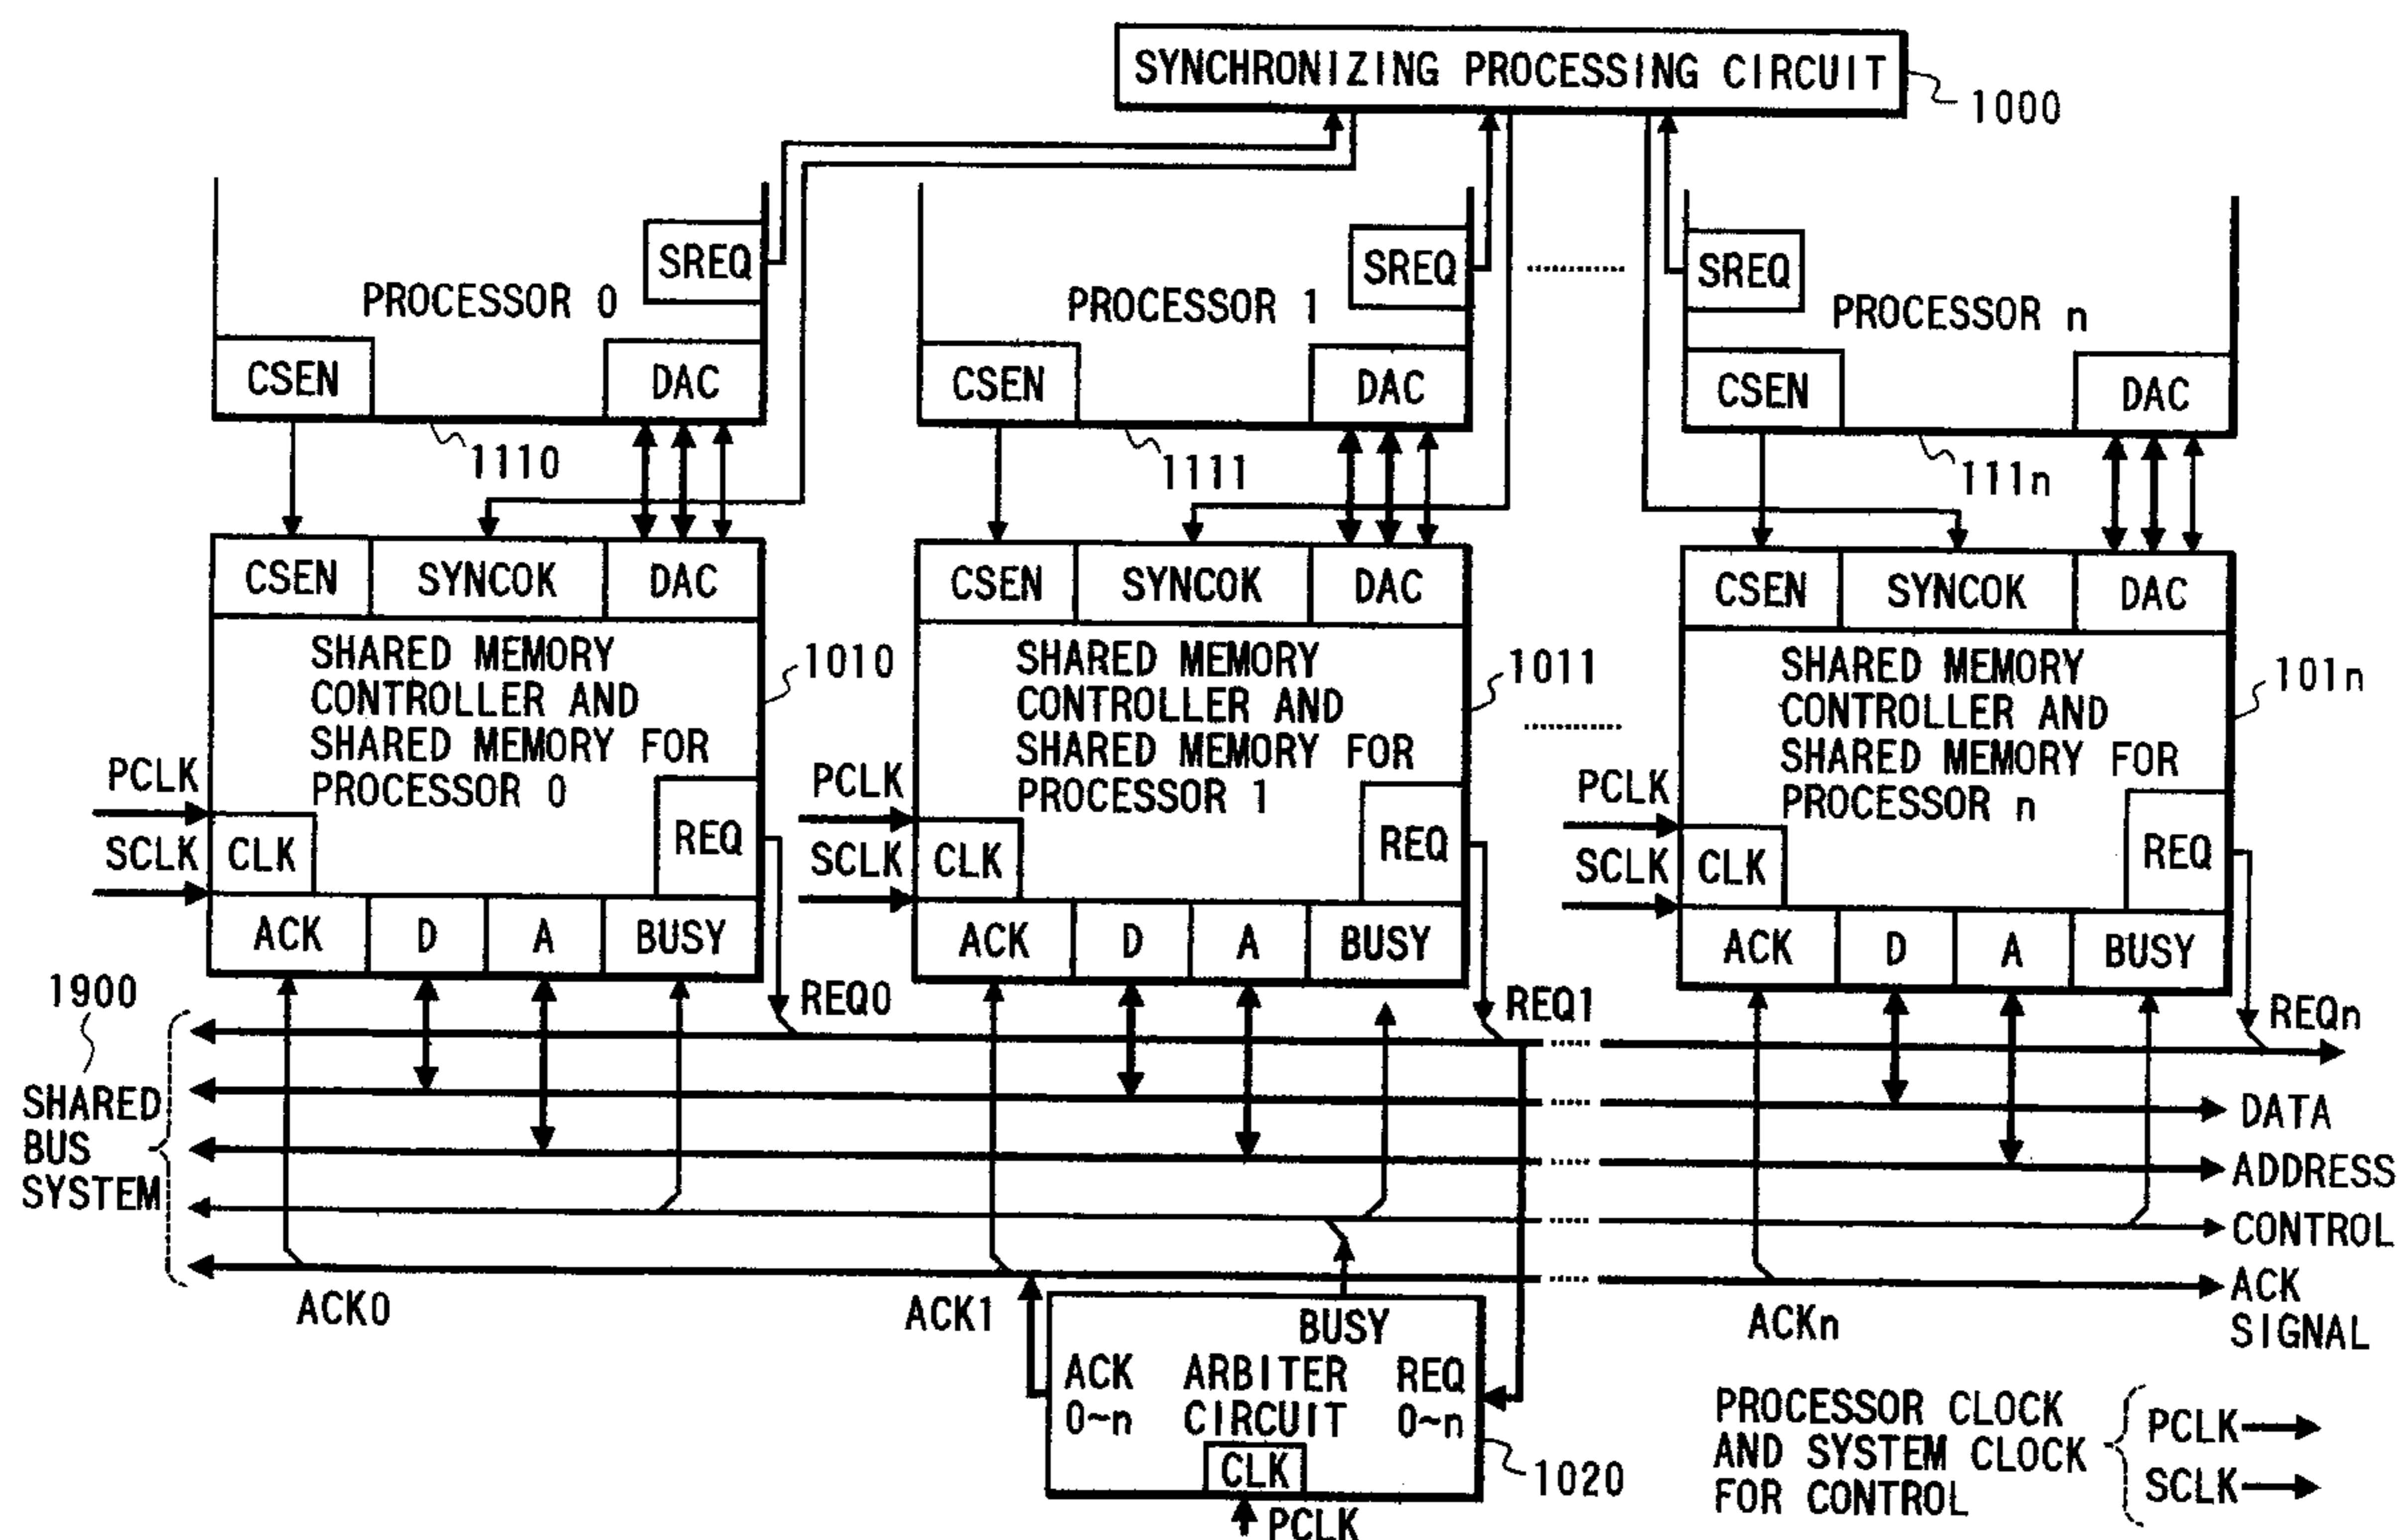 SYNCHRONIZING PROCESSING CIRCUIT
1000
SREQ
PROCESSOR 0
CSEN
DAC
1110
SREQ
PROCESSOR 1
CSEN
DAC
1111
SREQ
PROCESSOR n
CSEN
DAC
111n
CSEN
SYNCOK
DAC
SHARED MEMORY
CONTROLLER AND
SHARED MEMORY FOR
PROCESSOR 0
1010
PCLK
SCLK
CLK
REQ
ACK
D
A
BUSY
REQ0
CSEN
SYNCOK
DAC
SHARED MEMORY
CONTROLLER AND
SHARED MEMORY FOR
PROCESSOR 1
1011
PCLK
SCLK
CLK
REQ
ACK
D
A
BUSY
REQ1
CSEN
SYNCOK
DAC
SHARED MEMORY
CONTROLLER AND
SHARED MEMORY FOR
PROCESSOR n
101n
PCLK
SCLK
CLK
REQ
ACK
D
A
BUSY
REQn
1900
SHARED
BUS
SYSTEM
DATA
ADDRESS
CONTROL
ACK
SIGNAL
ACK0
ACK1
ACKn
BUSY
ACK
0~n
ARBITER
CIRCUIT
REQ
0~n
CLK
1020
PCLK
PROCESSOR CLOCK
AND SYSTEM CLOCK
FOR CONTROL
PCLK
SCLK